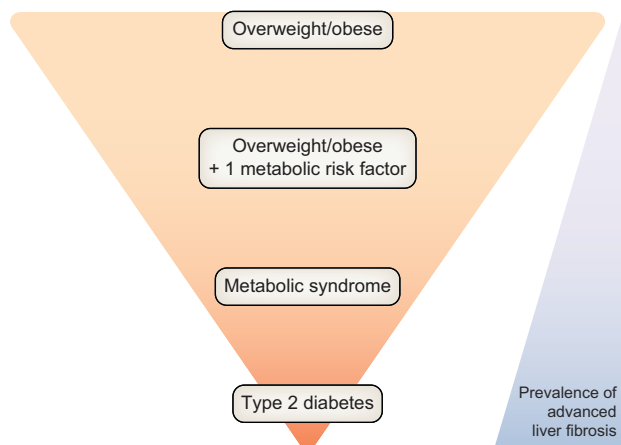 Overweight/obese
Overweight/obese
+ 1 metabolic risk factor
Metabolic syndrome
Type 2 diabetes
Prevalence of
advanced
liver fibrosis